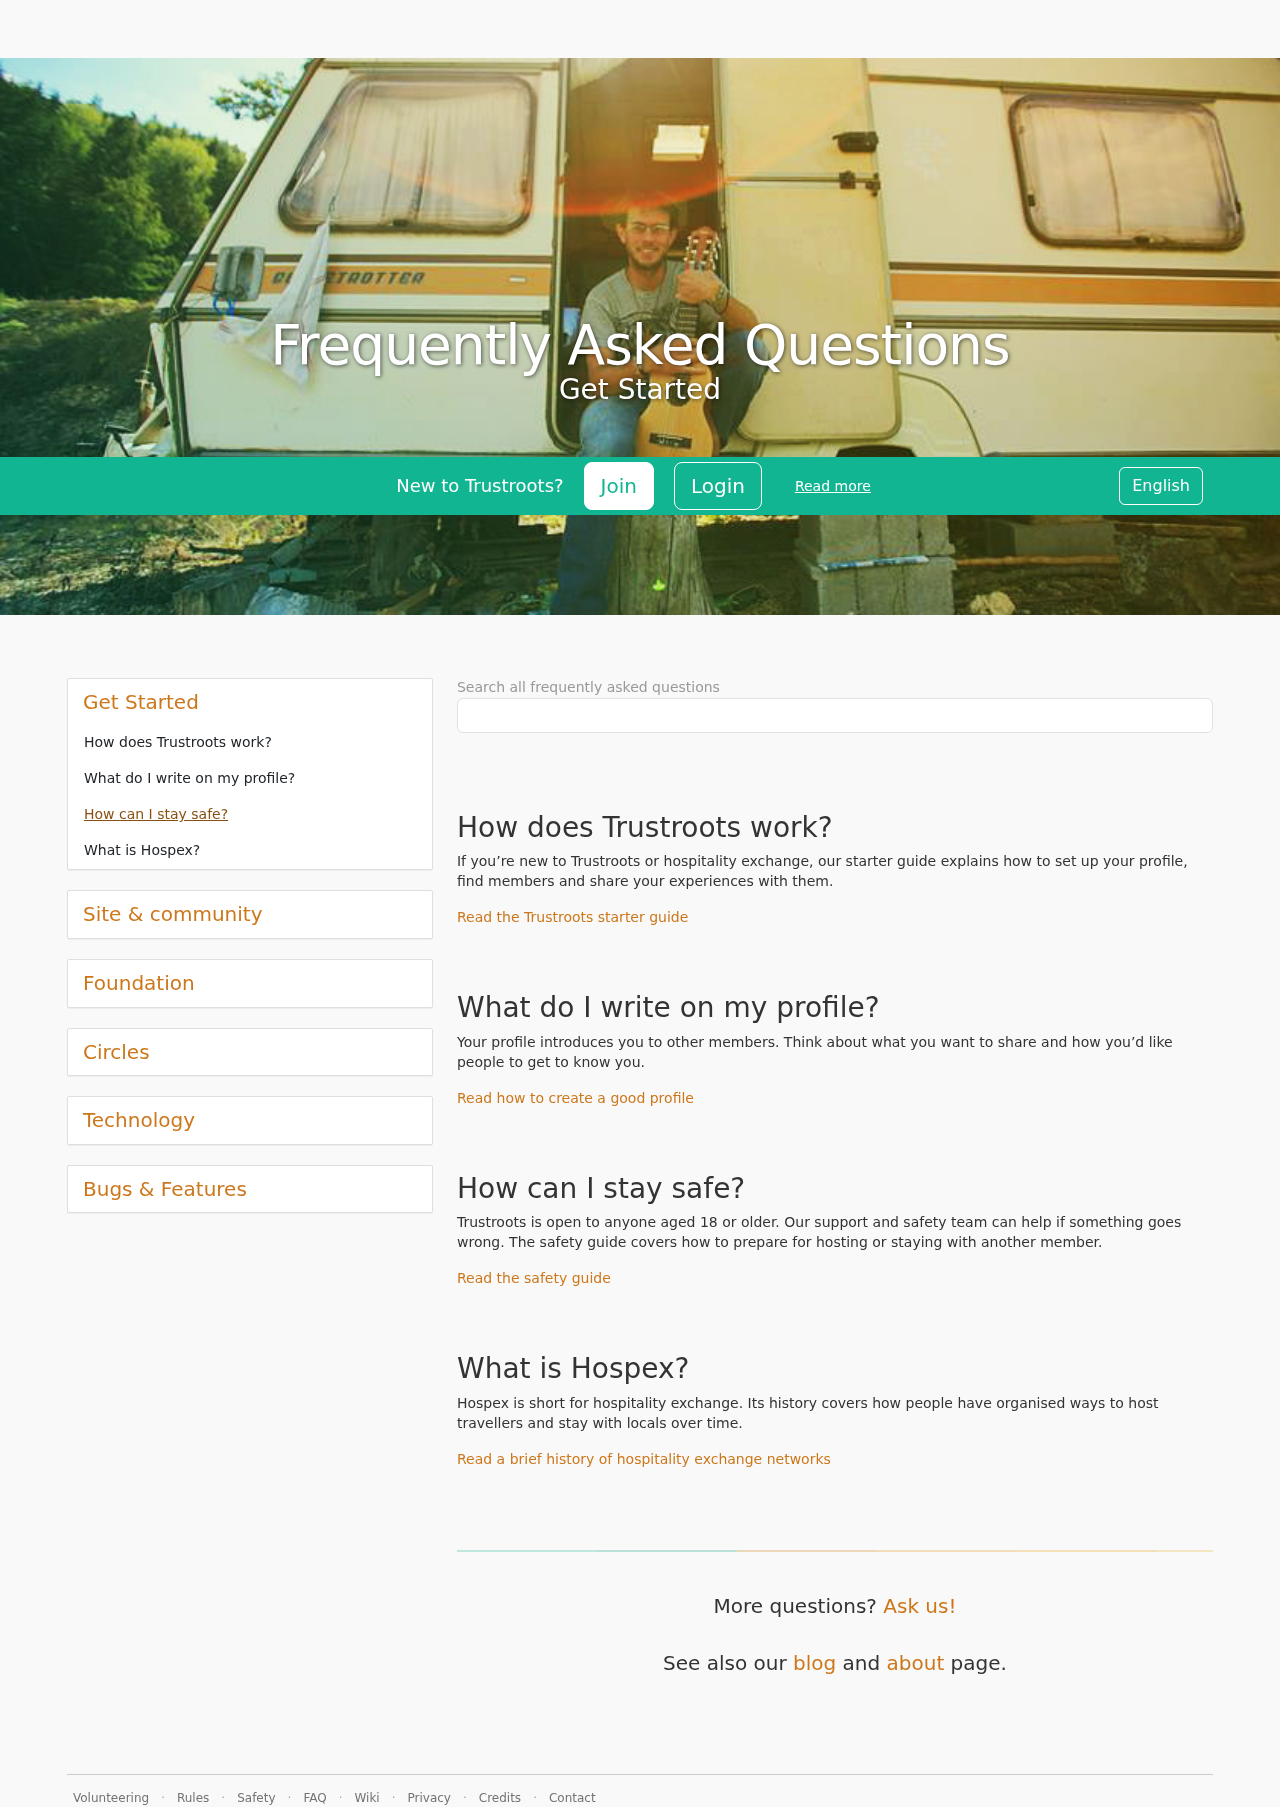 GLOBETROTTER
Frequently Asked Questions
Get Started
New to Trustroots?
Join
Login
Read more
English
Get Started
How does Trustroots work?
What do I write on my profile?
How can I stay safe?
What is Hospex?
Site & community
Foundation
Circles
Technology
Bugs & Features
Search all frequently asked questions
How does Trustroots work?
If you’re new to Trustroots or hospitality exchange, our starter guide explains how to set up your profile,
find members and share your experiences with them.
Read the Trustroots starter guide
What do I write on my profile?
Your profile introduces you to other members. Think about what you want to share and how you’d like
people to get to know you.
Read how to create a good profile
How can I stay safe?
Trustroots is open to anyone aged 18 or older. Our support and safety team can help if something goes
wrong. The safety guide covers how to prepare for hosting or staying with another member.
Read the safety guide
What is Hospex?
Hospex is short for hospitality exchange. Its history covers how people have organised ways to host
travellers and stay with locals over time.
Read a brief history of hospitality exchange networks
More questions? Ask us!
See also our blog and about page.
Volunteering · Rules · Safety · FAQ · Wiki · Privacy · Credits · Contact